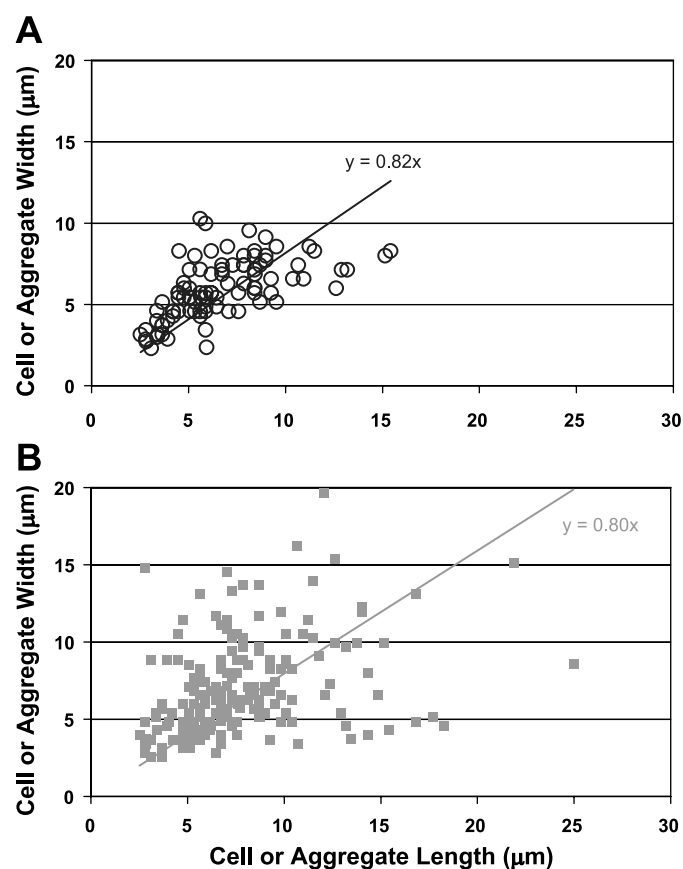 A
Cell or Aggregate Width (μm)
20
15
10
5
0
y = 0.82x
0 5 10 15 20 25 30
B
Cell or Aggregate Width (μm)
20
15
10
5
0
y = 0.80x
0 5 10 15 20 25 30
Cell or Aggregate Length (μm)